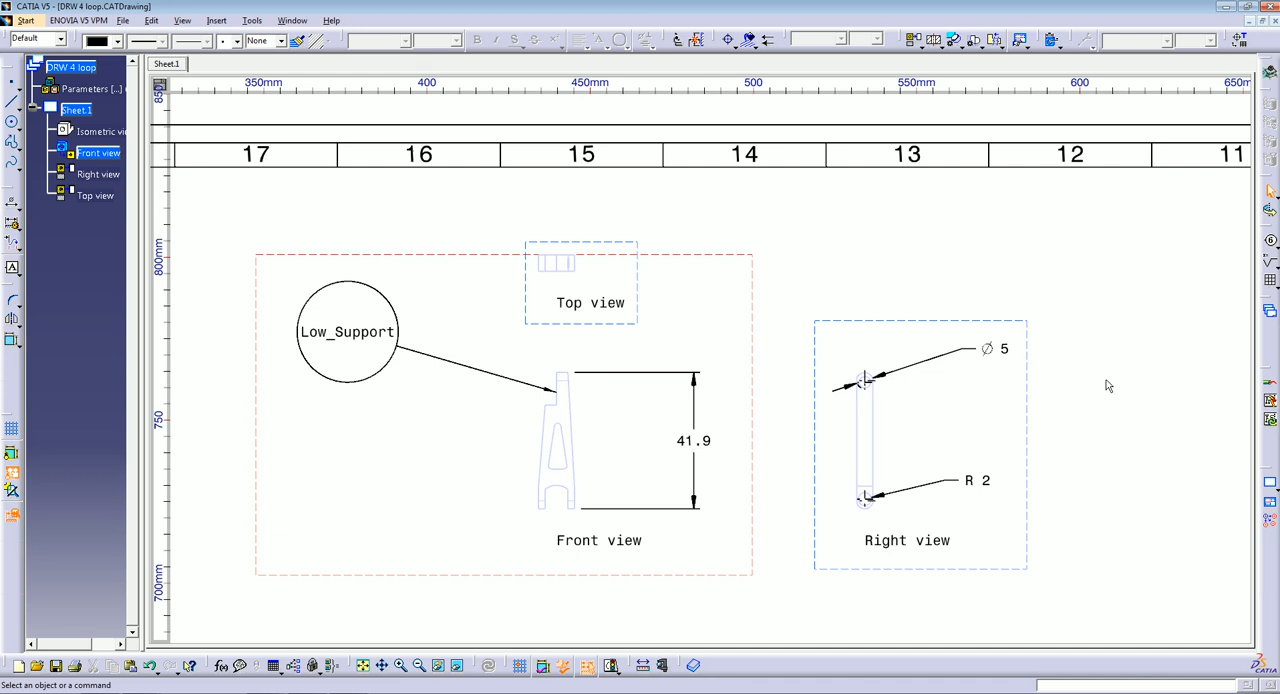 CATIA V5 - [DRW 4 loop.CATDrawing]
Start ENOVIA V5 VPM File Edit View Insert Tools Window Help
Default None
DRW 4 loop
Parameters [...]
Sheet.1
Isometric vi
Front view
Right view
Top view
Sheet.1
350mm 400 450mm 500 550mm 600 650m
17 16 15 14 13 12 11
800mm
750
700mm
Top view
Low_Support
41.9
Front view
∅ 5
R 2
Right view
Select an object or a command
CATIA